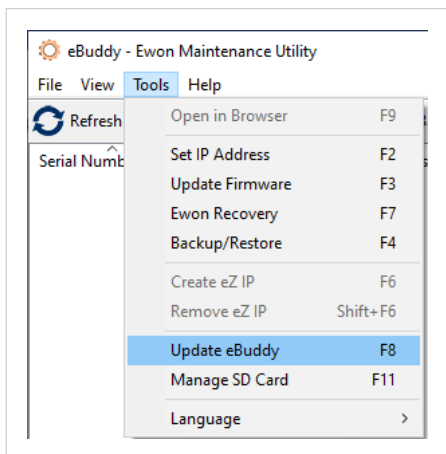 eBuddy - Ewon Maintenance Utility
File View Tools Help
Refresh
Open in Browser F9
Serial Numb
Set IP Address F2
Update Firmware F3
Ewon Recovery F7
Backup/Restore F4
Create eZ IP F6
Remove eZ IP Shift+F6
Update eBuddy F8
Manage SD Card F11
Language >